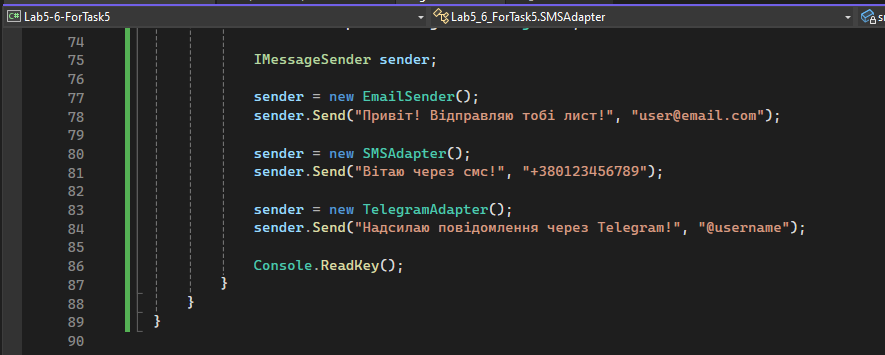 Lab5-6-ForTask5 Lab5_6_ForTask5.SMSAdapter
74
75 IMessageSender sender;
76
77 sender = new EmailSender();
78 sender.Send("Привіт! Відправляю тобі лист!", "user@email.com");
79
80 sender = new SMSAdapter();
81 sender.Send("Вітаю через смс!", "+380123456789");
82
83 sender = new TelegramAdapter();
84 sender.Send("Надсилаю повідомлення через Telegram!", "@username");
85
86 Console.ReadKey();
87 }
88 }
89 }
90